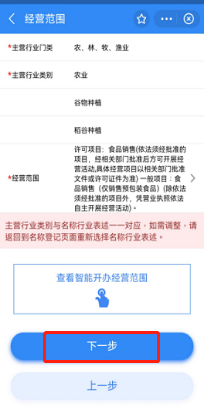 经营范围
*主营行业门类 农、林、牧、渔业
*主营行业类别 农业
谷物种植
稻谷种植
*经营范围
许可项目：食品销售(依法须经批准的
项目，经相关部门批准后方可开展经
营活动,具体经营项目以相关部门批准
文件或许可证件为准) 一般项目：食
品销售（仅销售预包装食品）(除依法
须经批准的项目外，凭营业执照依法
自主开展经营活动)。
主营行业类别与名称行业表述一一对应，如需调整，请
返回到名称登记页面重新选择名称行业表述。
查看智能开办经营范围
下一步
上一步